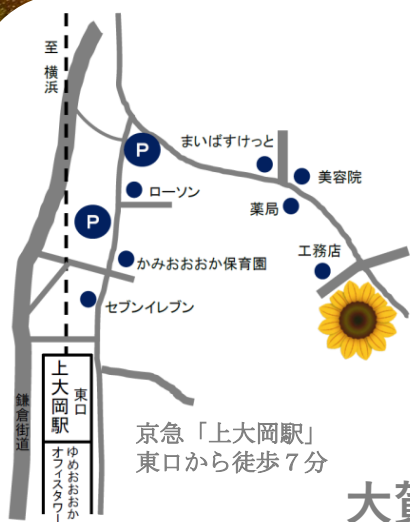 至 横浜
P
まいばすけっと
美容院
ローソン
薬局
P
工務店
かみおおおか保育園
セブンイレブン
上大岡駅
東口
鎌倉街道
ゆめおおおか
オフィスタワー
京急「上大岡駅」
東口から徒歩7分
大賀